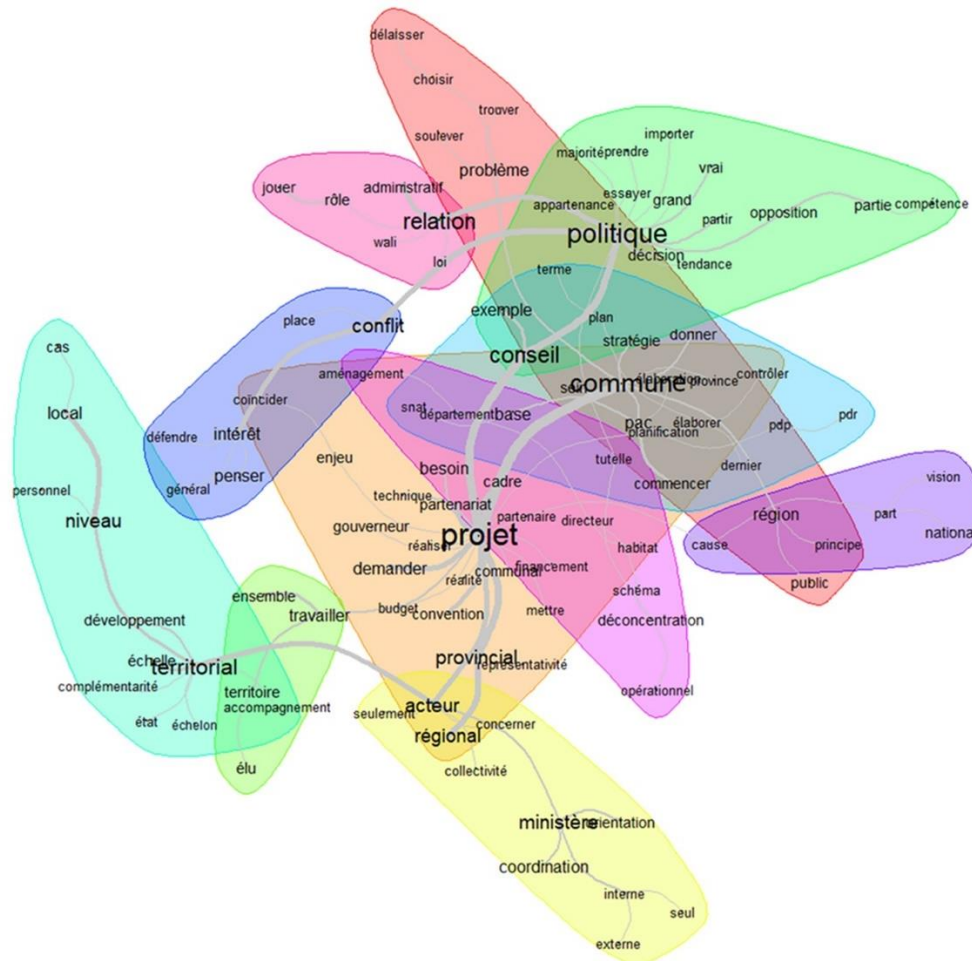 délaisser
choisir
trouver
soulever
problème
importer
majorité
prendre
vrai
essayer
grand
appartenance
partir
opposition
partie
compétence
politique
décision
tendance
jouer
rôle
administratif
relation
wali
loi
terme
exemple
plan
stratégie
donner
place
conflit
conseil
commune
élaboration
province
contrôler
soin
cas
aménagement
coincider
snat
département
base
pac
élaborer
planification
pdp
pdr
local
défendre
intérêt
penser
général
enjeu
besoin
cadre
tutelle
dernier
commencer
vision
personnel
niveau
technique
partenariat
gouverneur
partenaire
directeur
région
part
national
projet
réaliser
habitat
cause
principe
demander
réalité
communal
financement
public
ensemble
travailler
budget
convention
mettre
schéma
déconcentration
développement
échelle
territorial
provincial
représentativité
complémentarité
territoire
accompagnement
opérationnel
état
échelon
seulement
acteur
concerner
régional
élu
collectivité
ministère
orientation
coordination
interne
seul
externe